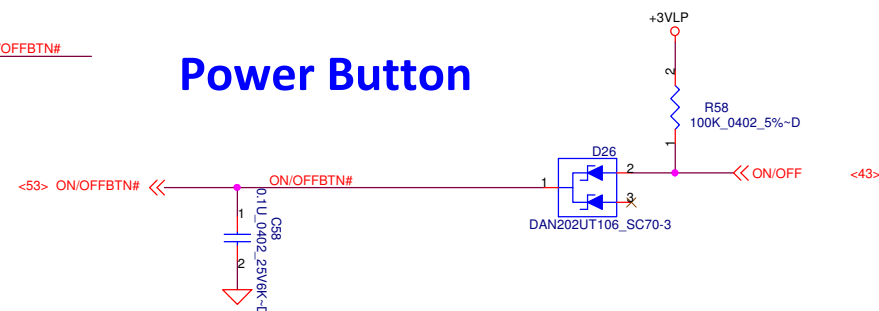 +3VLP
/OFFBTN#
Power Button
2
R58
100K_0402_5%~D
1
D26
<53> ON/OFFBTN#
ON/OFFBTN#
1
2
ON/OFF
<43>
3
DAN202UT106_SC70-3
1
2
C58
0.1U_0402_25V6K~D